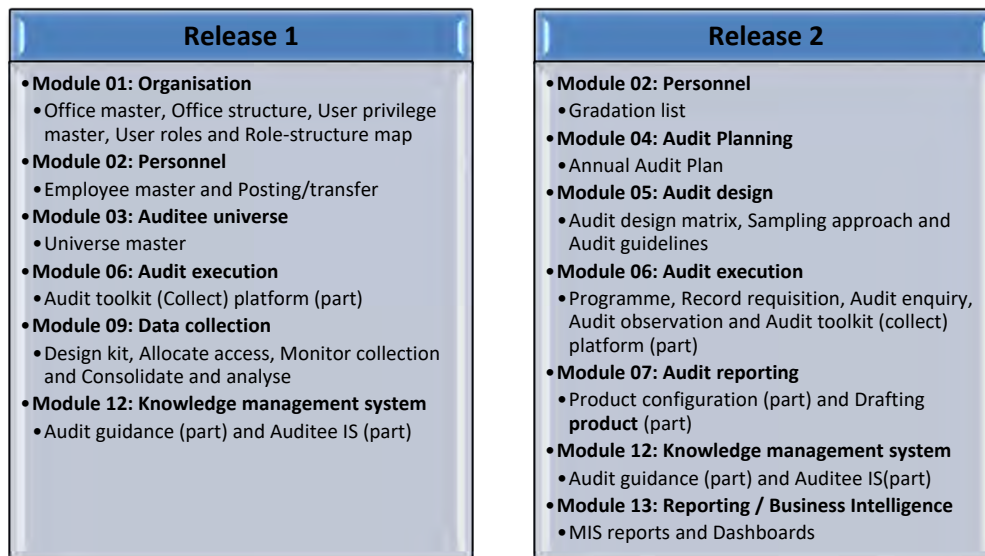 Release 1
•Module 01: Organisation
•Office master, Office structure, User privilege
master, User roles and Role-structure map
•Module 02: Personnel
•Employee master and Posting/transfer
•Module 03: Auditee universe
•Universe master
•Module 06: Audit execution
•Audit toolkit (Collect) platform (part)
•Module 09: Data collection
•Design kit, Allocate access, Monitor collection
and Consolidate and analyse
•Module 12: Knowledge management system
•Audit guidance (part) and Auditee IS (part)
Release 2
•Module 02: Personnel
•Gradation list
•Module 04: Audit Planning
•Annual Audit Plan
•Module 05: Audit design
•Audit design matrix, Sampling approach and
Audit guidelines
•Module 06: Audit execution
•Programme, Record requisition, Audit enquiry,
Audit observation and Audit toolkit (collect)
platform (part)
•Module 07: Audit reporting
•Product configuration (part) and Drafting
product (part)
•Module 12: Knowledge management system
•Audit guidance (part) and Auditee IS(part)
•Module 13: Reporting / Business Intelligence
•MIS reports and Dashboards